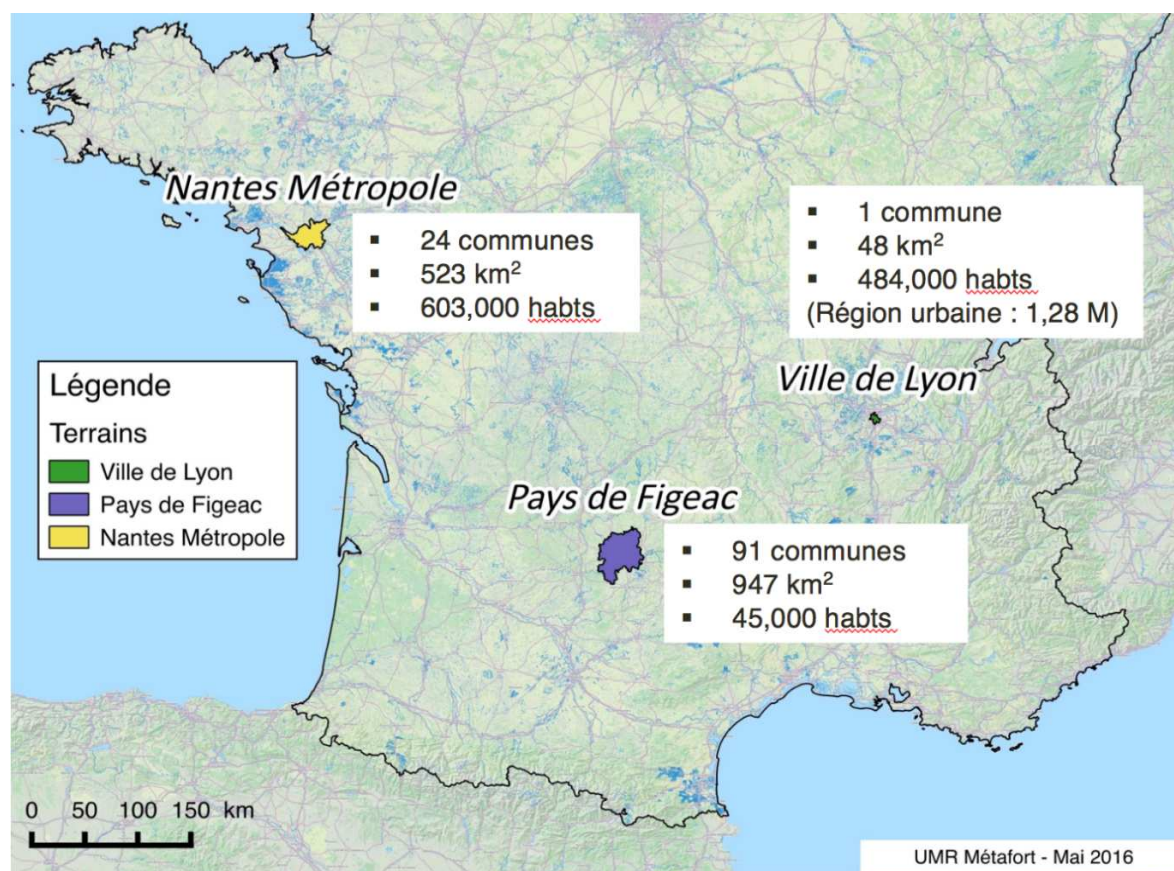 Nantes Métropole
▪ 24 communes
▪ 523 km²
▪ 603,000 habts
▪ 1 commune
▪ 48 km²
▪ 484,000 habts
(Région urbaine : 1,28 M)
Ville de Lyon
Légende
Terrains
Ville de Lyon
Pays de Figeac
Nantes Métropole
Pays de Figeac
▪ 91 communes
▪ 947 km²
▪ 45,000 habts
0 50 100 150 km
UMR Métafort - Mai 2016